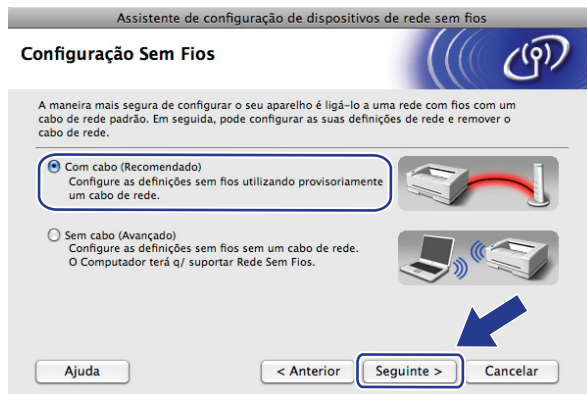 Assistente de configuração de dispositivos de rede sem fios
Configuração Sem Fios
A maneira mais segura de configurar o seu aparelho é ligá-lo a uma rede com fios com um
cabo de rede padrão. Em seguida, pode configurar as suas definições de rede e remover o
cabo de rede.
Com cabo (Recomendado)
Configure as definições sem fios utilizando provisoriamente
um cabo de rede.
Sem cabo (Avançado)
Configure as definições sem fios sem um cabo de rede.
O Computador terá q/ suportar Rede Sem Fios.
Ajuda
< Anterior
Seguinte >
Cancelar